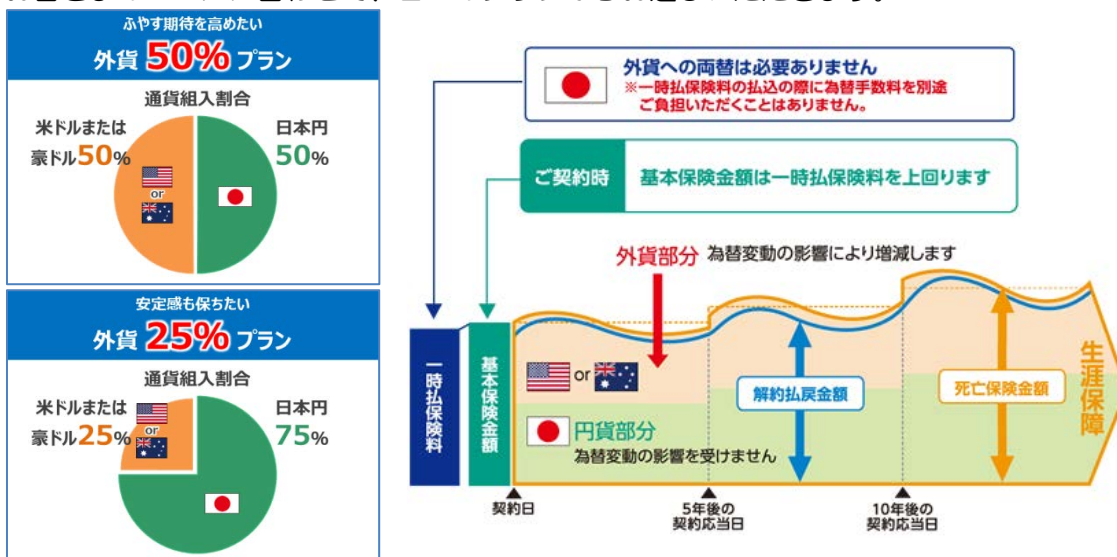 ふやす期待を高めたい
外貨 50% プラン
通貨組入割合
米ドルまたは
豪ドル50%
日本円
50%
or
安定感も保ちたい
外貨 25% プラン
通貨組入割合
米ドルまたは
豪ドル25%
日本円
75%
or
外貨への両替は必要ありません
※一時払保険料の払込の際に為替手数料を別途
ご負担いただくことはありません。
ご契約時
基本保険金額は一時払保険料を上回ります
外貨部分 為替変動の影響により増減します
一時払保険料
基本保険金額
or
円貨部分
為替変動の影響を受けません
解約払戻金額
死亡保険金額
生涯保障
契約日
5年後の
契約応当日
10年後の
契約応当日